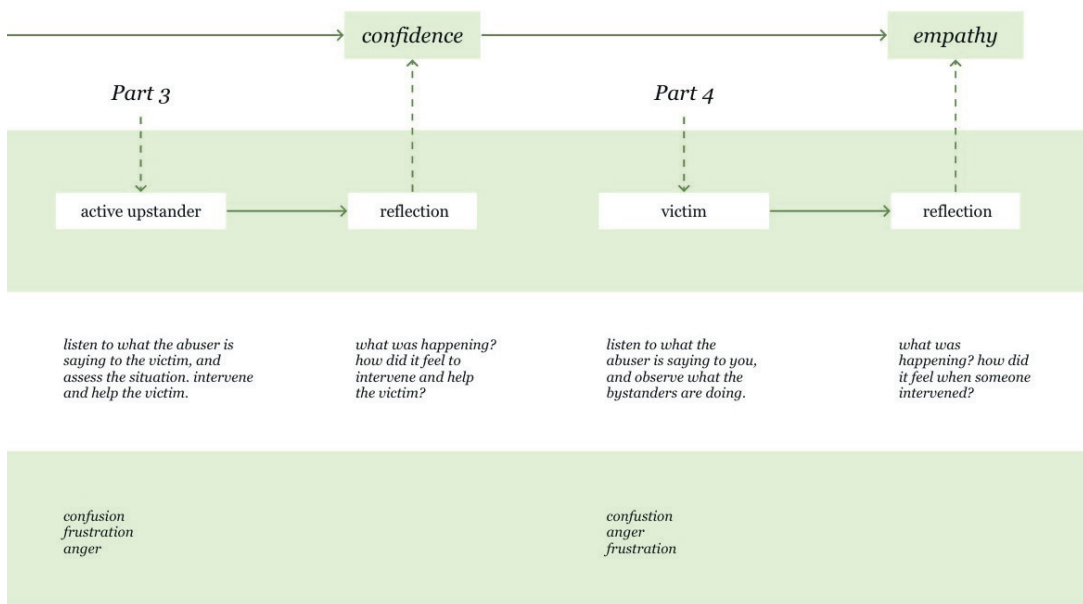 confidence
empathy
Part 3
Part 4
active upstander
reflection
victim
reflection
listen to what the abuser is
saying to the victim, and
assess the situation. intervene
and help the victim.
what was happening?
how did it feel to
intervene and help
the victim?
listen to what the
abuser is saying to you,
and observe what the
bystanders are doing.
what was
happening? how did
it feel when someone
intervened?
confusion
frustration
anger
confustion
anger
frustration